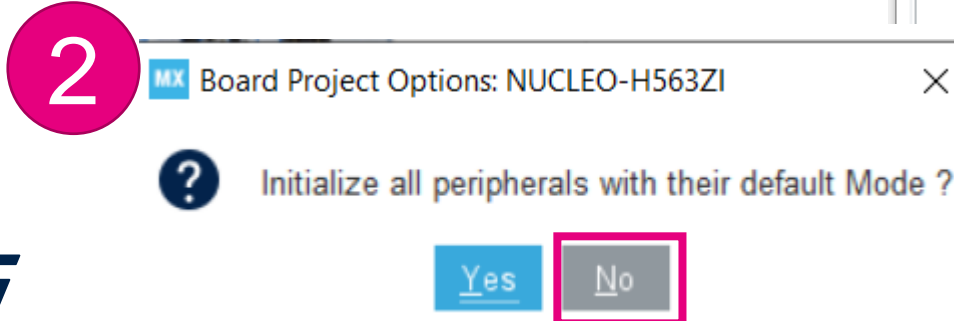 2
MX Board Project Options: NUCLEO-H563ZI
Initialize all peripherals with their default Mode ?
Yes No